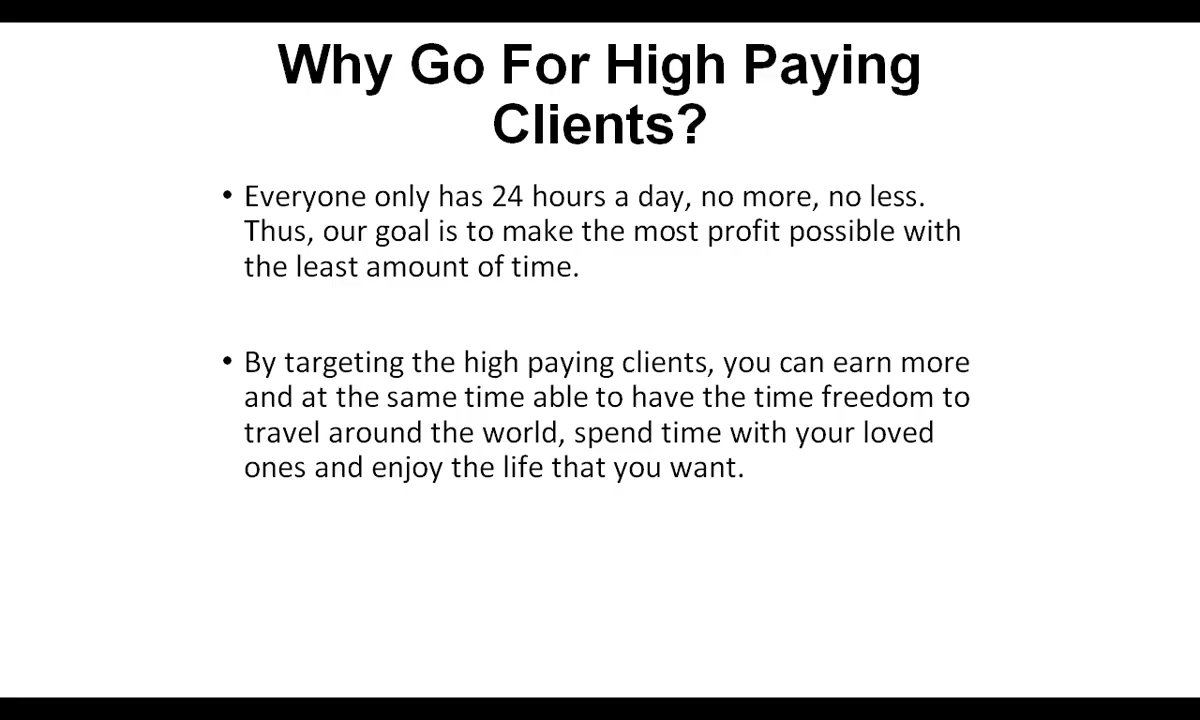 Why Go For High Paying
Clients?
• Everyone only has 24 hours a day, no more, no less.
Thus, our goal is to make the most profit possible with
the least amount of time.
• By targeting the high paying clients, you can earn more
and at the same time able to have the time freedom to
travel around the world, spend time with your loved
ones and enjoy the life that you want.